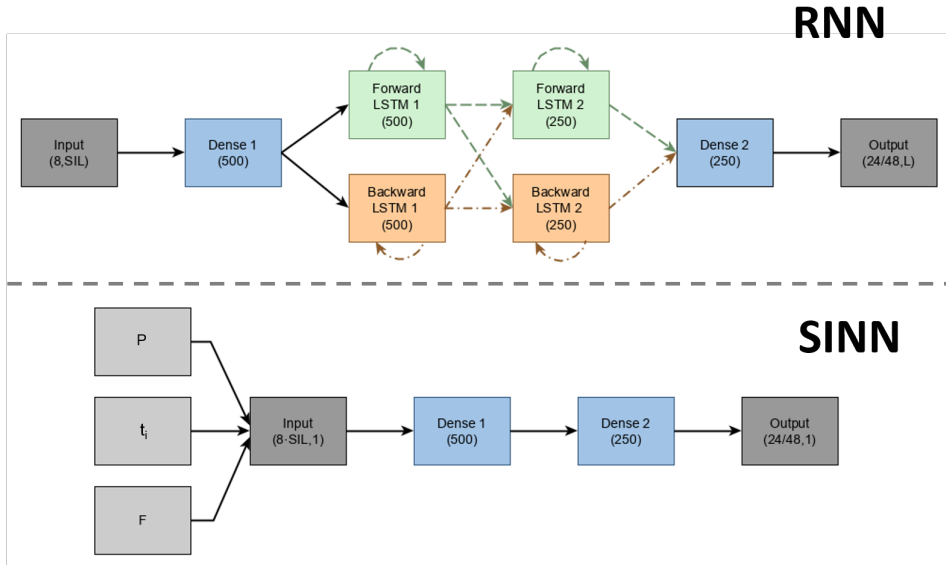 RNN
Input
(8,SIL)
Dense 1
(500)
Forward
LSTM 1
(500)
Backward
LSTM 1
(500)
Forward
LSTM 2
(250)
Backward
LSTM 2
(250)
Dense 2
(250)
Output
(24/48,L)
SINN
P
ti
F
Input
(8·SIL,1)
Dense 1
(500)
Dense 2
(250)
Output
(24/48,1)